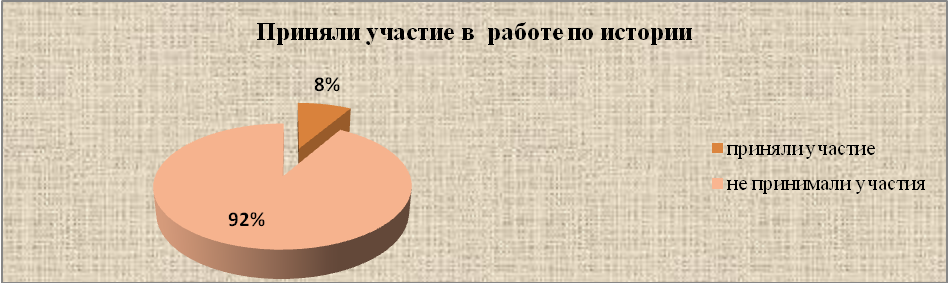 Приняли участие в работе по истории
8%
приняли участие
не принимали участия
92%